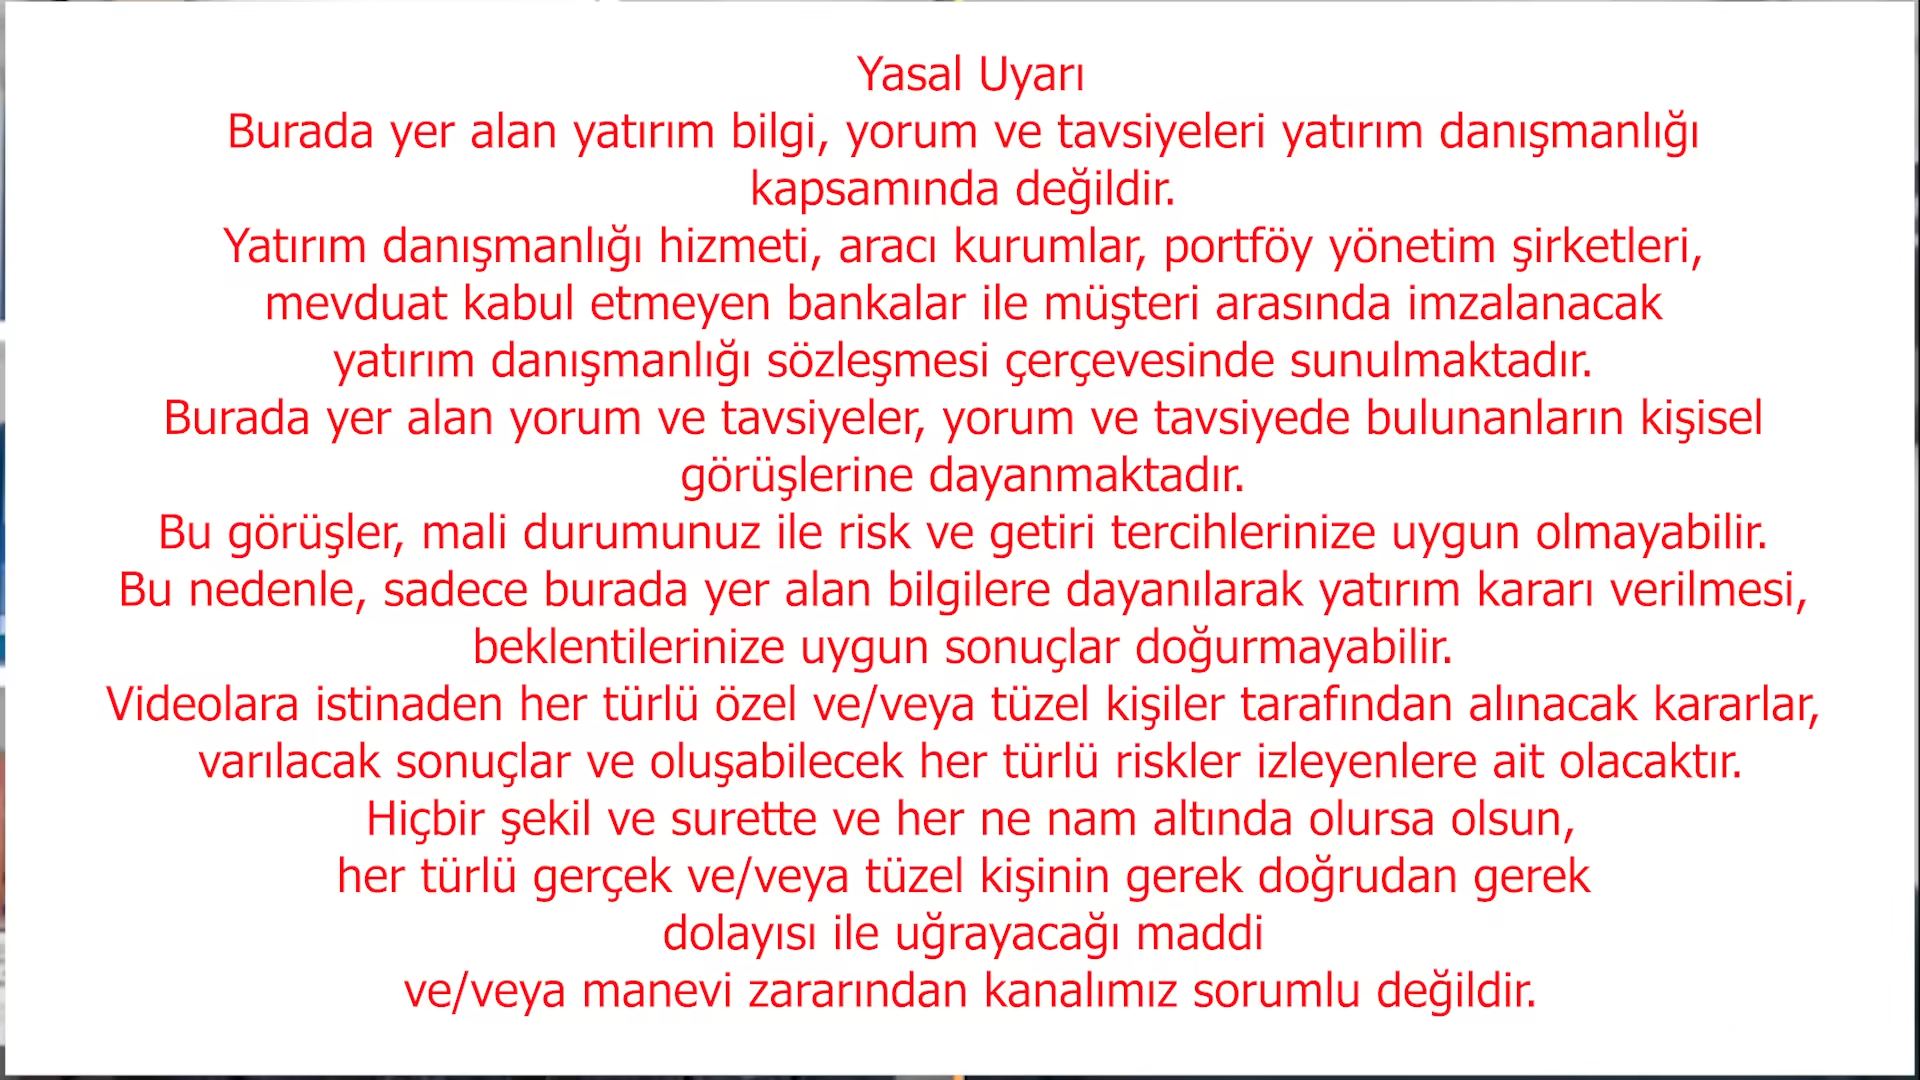 Yasal Uyarı
Burada yer alan yatırım bilgi, yorum ve tavsiyeleri yatırım danışmanlığı
kapsamında değildir.
Yatırım danışmanlığı hizmeti, aracı kurumlar, portföy yönetim şirketleri,
mevduat kabul etmeyen bankalar ile müşteri arasında imzalanacak
yatırım danışmanlığı sözleşmesi çerçevesinde sunulmaktadır.
Burada yer alan yorum ve tavsiyeler, yorum ve tavsiyede bulunanların kişisel
görüşlerine dayanmaktadır.
Bu görüşler, mali durumunuz ile risk ve getiri tercihlerinize uygun olmayabilir.
Bu nedenle, sadece burada yer alan bilgilere dayanılarak yatırım kararı verilmesi,
beklentilerinize uygun sonuçlar doğurmayabilir.
Videolara istinaden her türlü özel ve/veya tüzel kişiler tarafından alınacak kararlar,
varılacak sonuçlar ve oluşabilecek her türlü riskler izleyenlere ait olacaktır.
Hiçbir şekil ve surette ve her ne nam altında olursa olsun,
her türlü gerçek ve/veya tüzel kişinin gerek doğrudan gerek
dolayısı ile uğrayacağı maddi
ve/veya manevi zararından kanalımız sorumlu değildir.